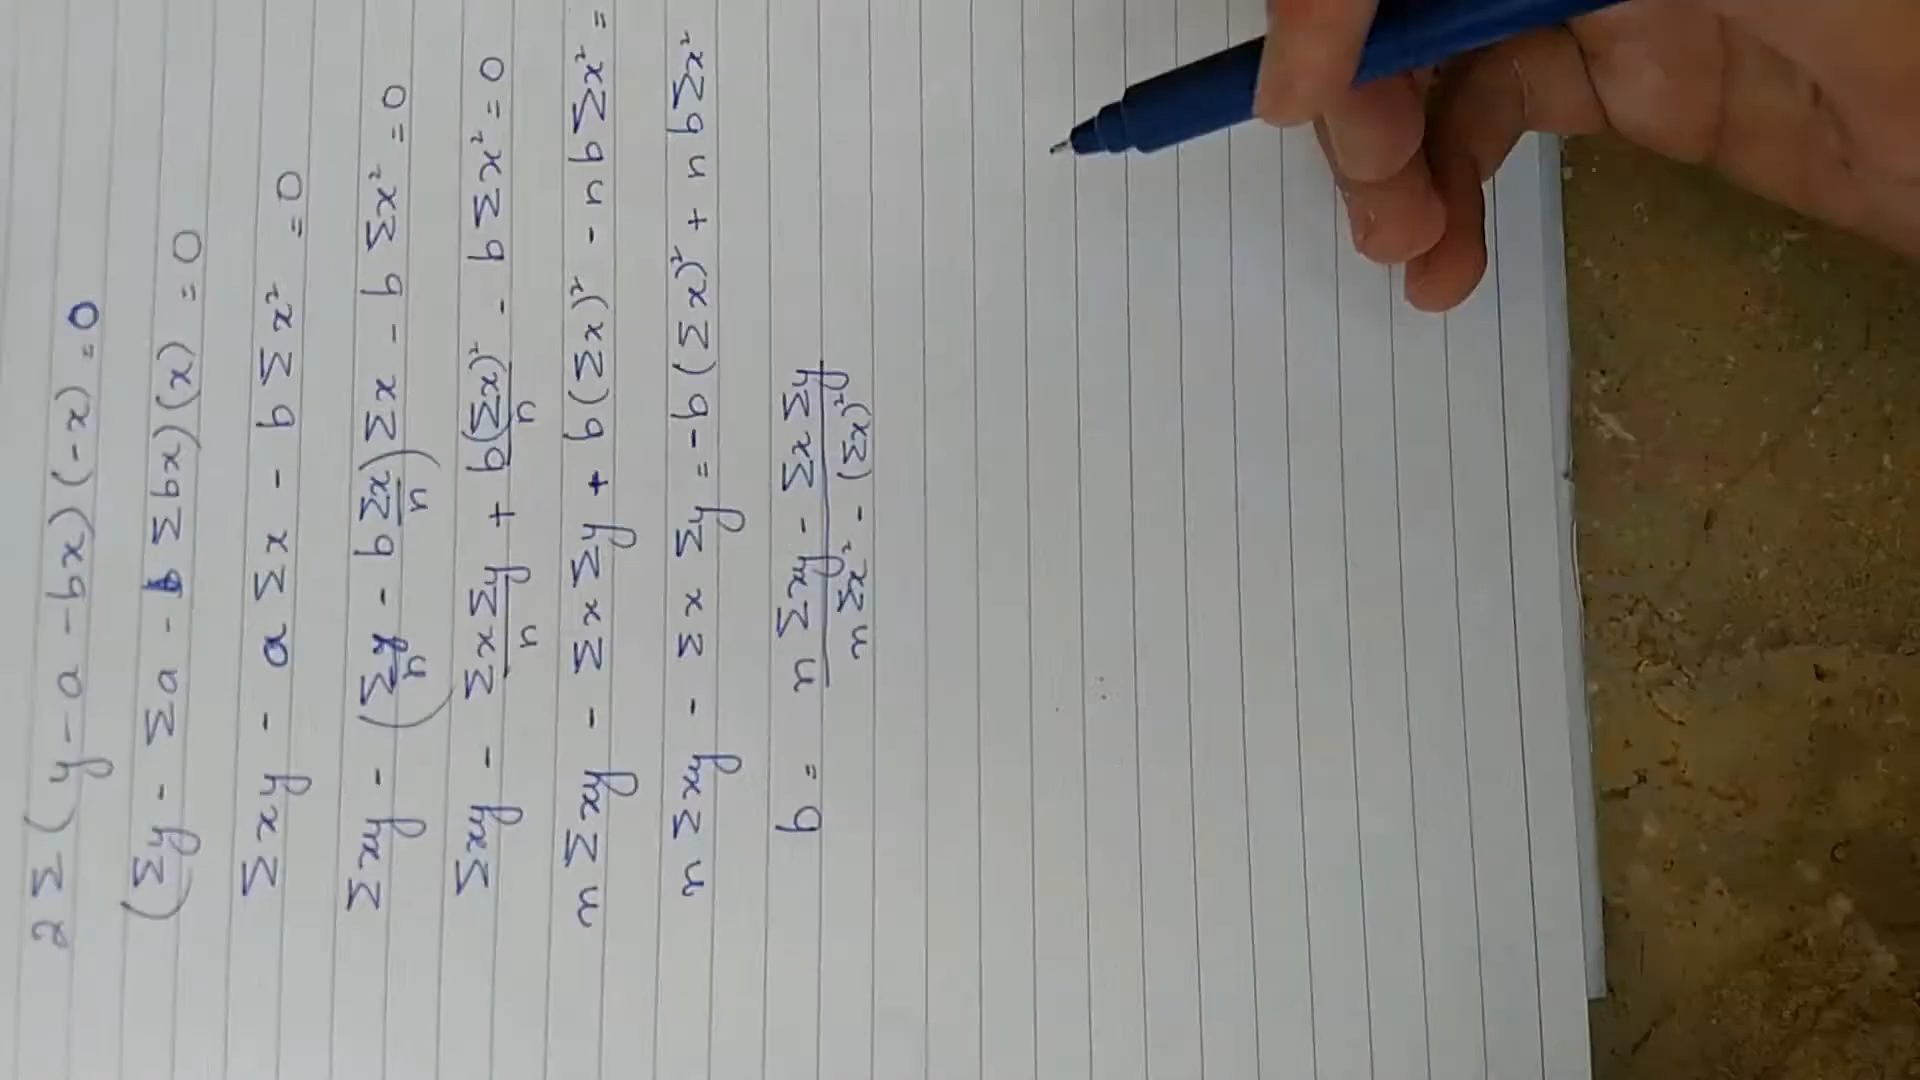 2 Σ (y - a - bx) (-x) = 0
(Σy - Σa - b Σbx) (x) = 0
Σxy - a Σx - b Σx² = 0
Σxy - (Σy/n - b Σx/n) Σx - b Σx² = 0
Σxy - Σx Σy/n + b(Σx)²/n - b Σx² = 0
n Σxy - Σx Σy + b(Σx)² - n b Σx² =
n Σxy - Σx Σy = -b(Σx)² + n b Σx²
b = n Σxy - Σx Σy / n Σx² - (Σx)²